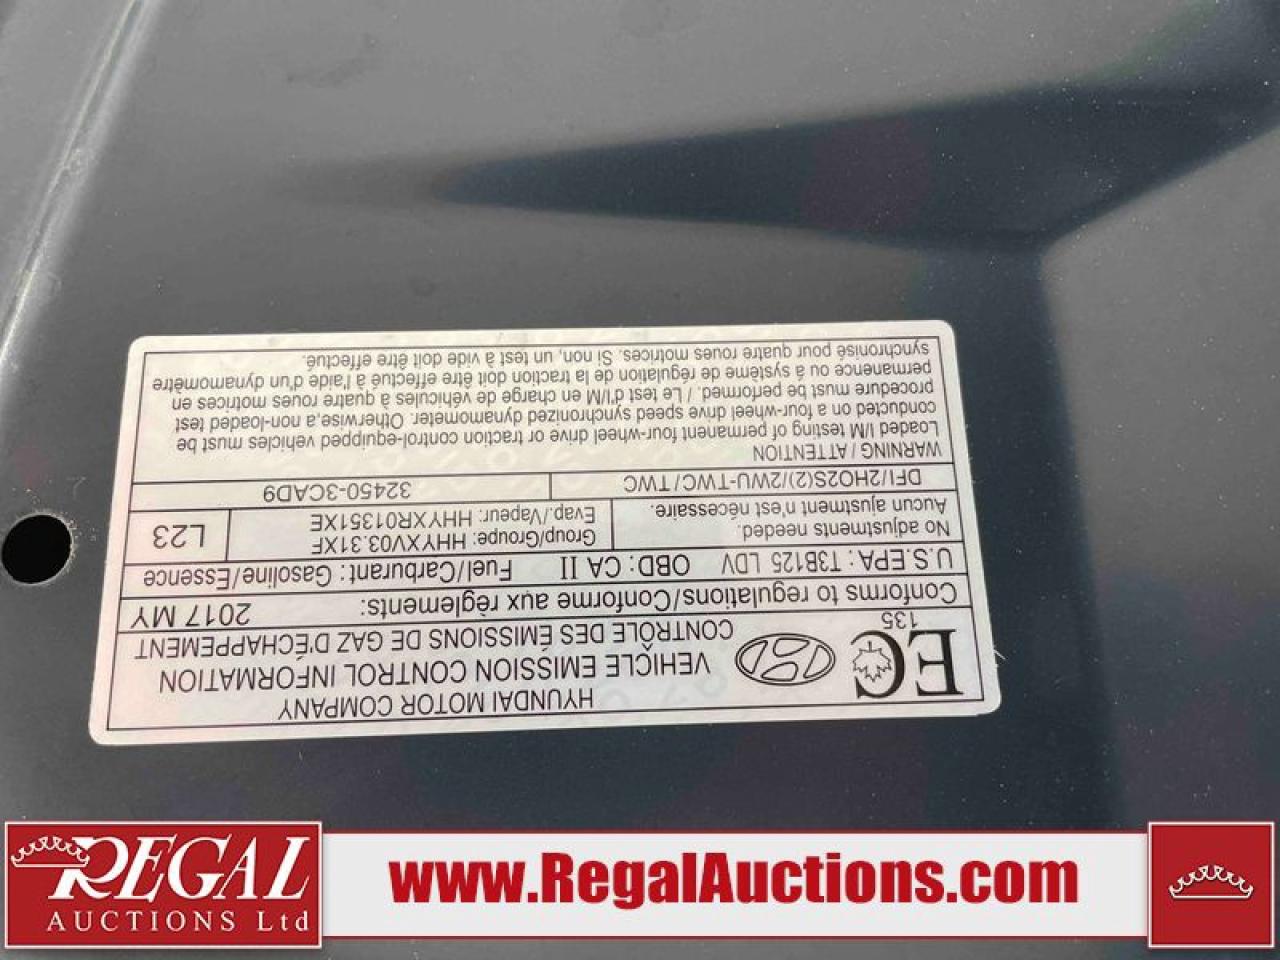 HYUNDAI MOTOR COMPANY
VEHICLE EMISSION CONTROL INFORMATION
CONTRÔLE DES ÉMISSIONS DE GAZ D'ÉCHAPPEMENT
EC
135
Conforms to regulations/Conforme aux règlements: 2017 MY
U.S.EPA : T3B125 LDV OBD : CA II Fuel/Carburant : Gasoline/Essence
No adjustments needed.
Aucun ajustement n'est nécessaire.
Group/Groupe: HHYXV03.31XF
Evap./Vapeur: HHYXR01351XE
L23
DFI/2HO2S(2)/2WU-TWC/TWC
32450-3CAD9
WARNING / ATTENTION
Loaded I/M testing of permanent four-wheel drive or traction control-equipped vehicles must be
conducted on a four-wheel drive speed synchronized dynamometer. Otherwise,a non-loaded test
procedure must be performed. / Le test d'I/M en charge de véhicules à quatre roues motrices en
permanence ou á système de régulation de la traction doit être effectué à l'aide d'un dynamomètre
synchronisé pour quatre roues motrices. Si non, un test à vide doit être effectué.
REGAL
AUCTIONS Ltd
www.RegalAuctions.com